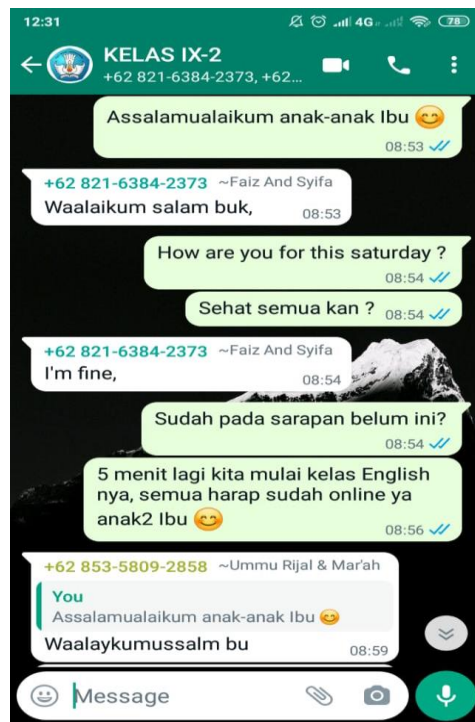 12:31 4G 78
KELAS IX-2
+62 821-6384-2373, +62...
Assalamualaikum anak-anak Ibu 😊
08:53
+62 821-6384-2373 ~Faiz And Syifa
Waalaikum salam buk,
08:53
How are you for this saturday ?
08:54
Sehat semua kan ? 08:54
+62 821-6384-2373 ~Faiz And Syifa
I'm fine,
08:54
Sudah pada sarapan belum ini?
08:54
5 menit lagi kita mulai kelas English
nya, semua harap sudah online ya
anak2 Ibu 😊
08:56
+62 853-5809-2858 ~Ummu Rijal & Mar'ah
You
Assalamualaikum anak-anak Ibu 😊
Waalaykumussalm bu
08:59
Message